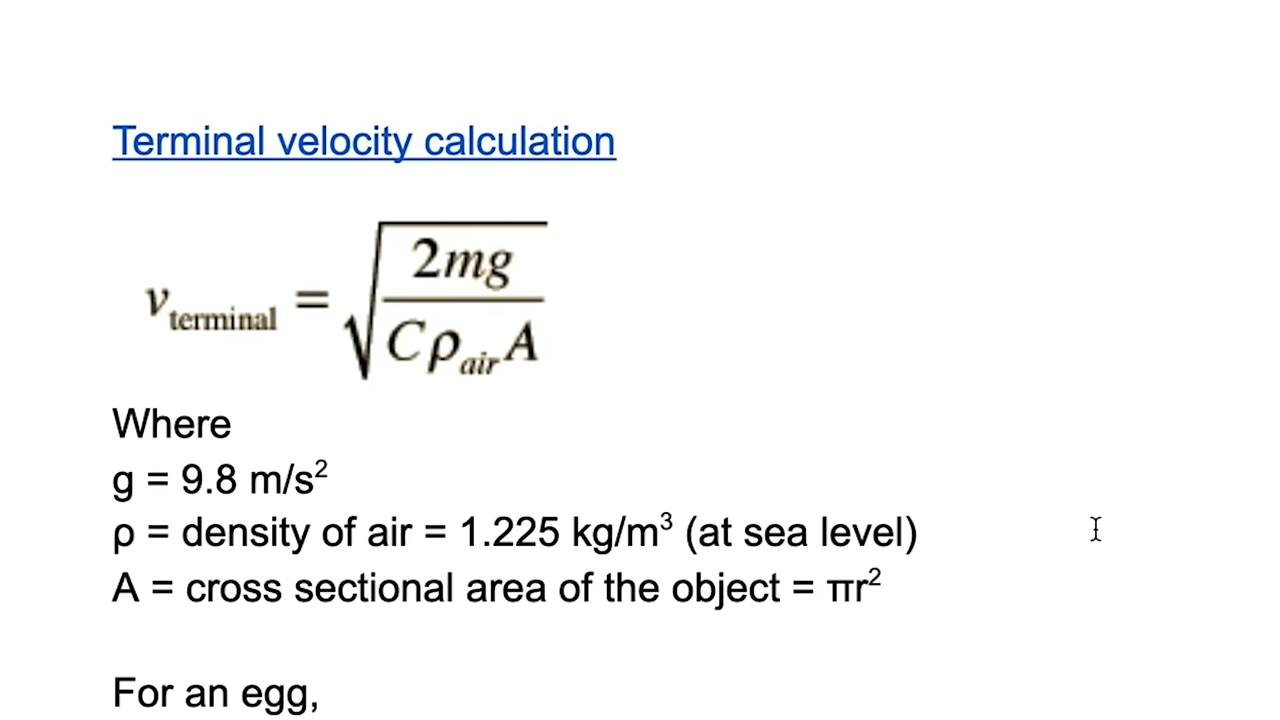 Terminal velocity calculation
v_terminal = √(2mg / Cρ_air A)
Where
g = 9.8 m/s²
ρ = density of air = 1.225 kg/m³ (at sea level)
A = cross sectional area of the object = πr²
For an egg,